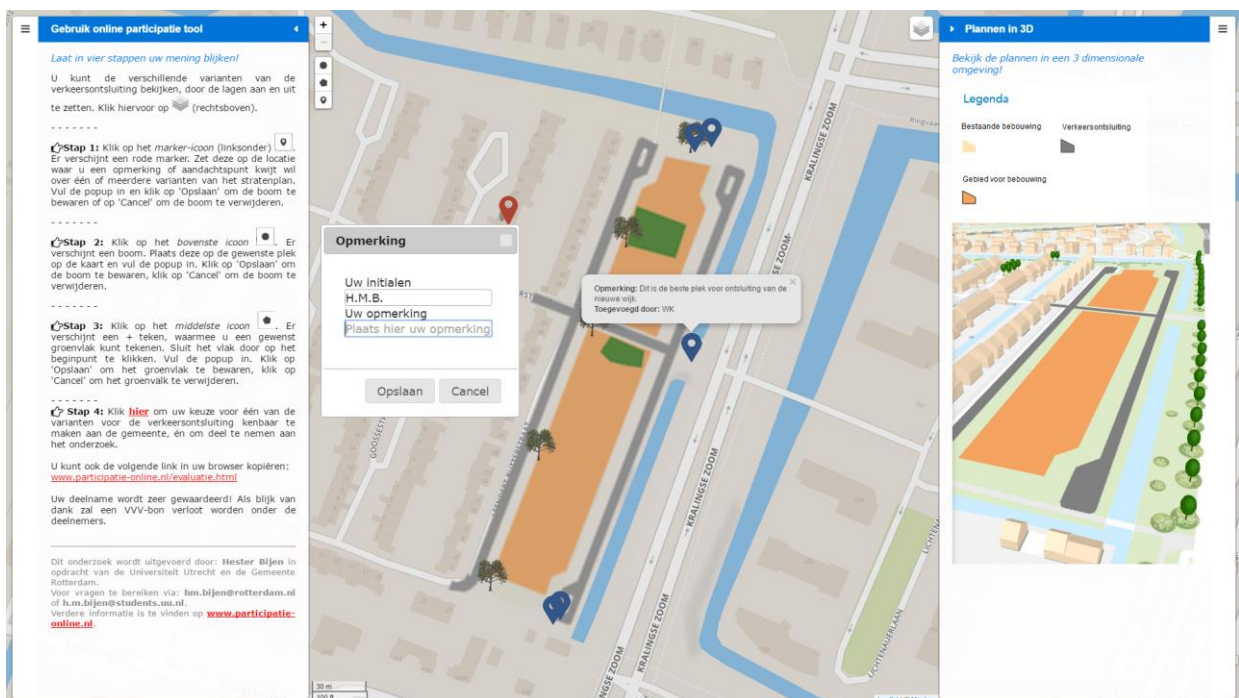 Gebruik online participatie tool
Laat in vier stappen uw mening blijken!
U kunt de verschillende varianten van de
verkeersontsluiting bekijken, door de lagen aan en uit
te zetten. Klik hiervoor op (rechtsboven).
- - - - - - -
Stap 1: Klik op het marker-icoon (linksonder) .
Er verschijnt een rode marker. Zet deze op de locatie
waar u een opmerking of aandachtspunt kwijt wil
over één of meerdere varianten van het stratenplan.
Vul de popup in en klik op 'Opslaan' om de boom te
bewaren of op 'Cancel' om de boom te verwijderen.
- - - - - - -
Stap 2: Klik op het bovenste icoon . Er
verschijnt een boom. Plaats deze op de gewenste plek
op de kaart en vul de popup in. Klik op 'Opslaan' om
de boom te bewaren, klik op 'Cancel' om de boom te
verwijderen.
- - - - - - -
Stap 3: Klik op het middelste icoon . Er
verschijnt een + teken, waarmee u een gewenst
groenvlak kunt tekenen. Sluit het vlak door op het
beginpunt te klikken. Vul de popup in. Klik op
'Opslaan' om het groenvlak te bewaren, klik op
'Cancel' om het groenvalk te verwijderen.
- - - - - - -
Stap 4: Klik hier om uw keuze voor één van de
varianten voor de verkeersontsluiting kenbaar te
maken aan de gemeente, én om deel te nemen aan
het onderzoek.
U kunt ook de volgende link in uw browser kopiëren:
www.participatie-online.nl/evaluatie.html
Uw deelname wordt zeer gewaardeerd! Als blijk van
dank zal een VVV-bon verloot worden onder de
deelnemers.
Dit onderzoek wordt uitgevoerd door: Hester Bijen in
opdracht van de Universiteit Utrecht en de Gemeente
Rotterdam.
Voor vragen te bereiken via: hm.bijen@rotterdam.nl
of h.m.bijen@students.uu.nl.
Verdere informatie is te vinden op www.participatie-
online.nl.
+
−
Opmerking
Uw initialen
H.M.B.
Uw opmerking
Plaats hier uw opmerking
Opslaan
Cancel
Opmerking: Dit is de beste plek voor ontsluiting van de
nieuwe wijk.
Toegevoegd door: WK
×
KRALINGSE ZOOM
KRALINGSE ZOOM
KRALINGSE ZOOM
KRALINGSE ZOOM
LICHTENAUERLAAN
30 m
100 ft
Plannen in 3D
Bekijk de plannen in een 3 dimensionale
omgeving!
Legenda
Bestaande bebouwing
Verkeersontsluiting
Gebied voor bebouwing